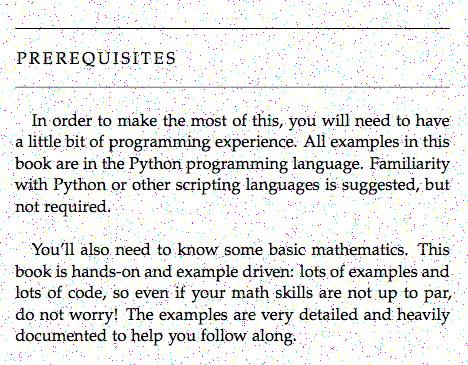 PREREQUISITES
In order to make the most of this, you will need to have
a little bit of programming experience. All examples in this
book are in the Python programming language. Familiarity
with Python or other scripting languages is suggested, but
not required.
You'll also need to know some basic mathematics. This
book is hands-on and example driven: lots of examples and
lots of code, so even if your math skills are not up to par,
do not worry! The examples are very detailed and heavily
documented to help you follow along.